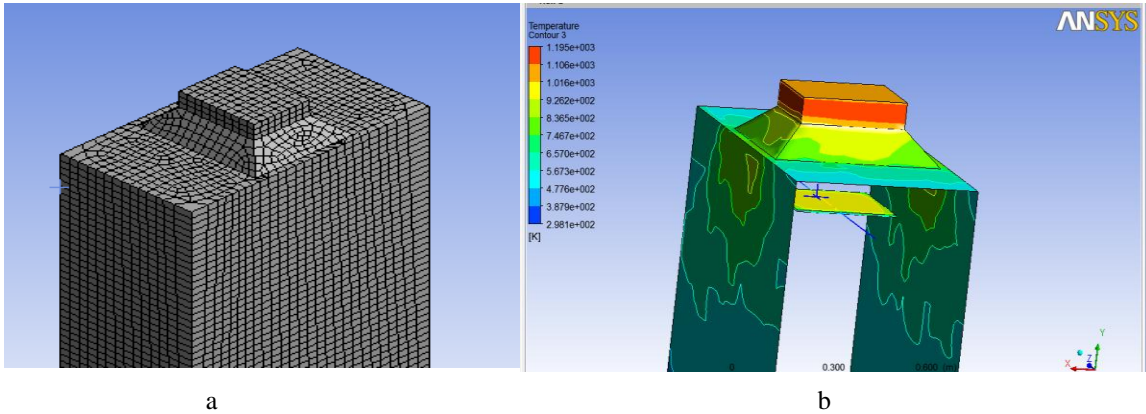 ANSYS
Temperature
Contour 3
1.195e+003
1.106e+003
1.016e+003
9.262e+002
8.365e+002
7.467e+002
6.570e+002
5.673e+002
4.776e+002
3.879e+002
2.981e+002
[K]
0 0.300 0.600 (m)
Y
X
Z
a b